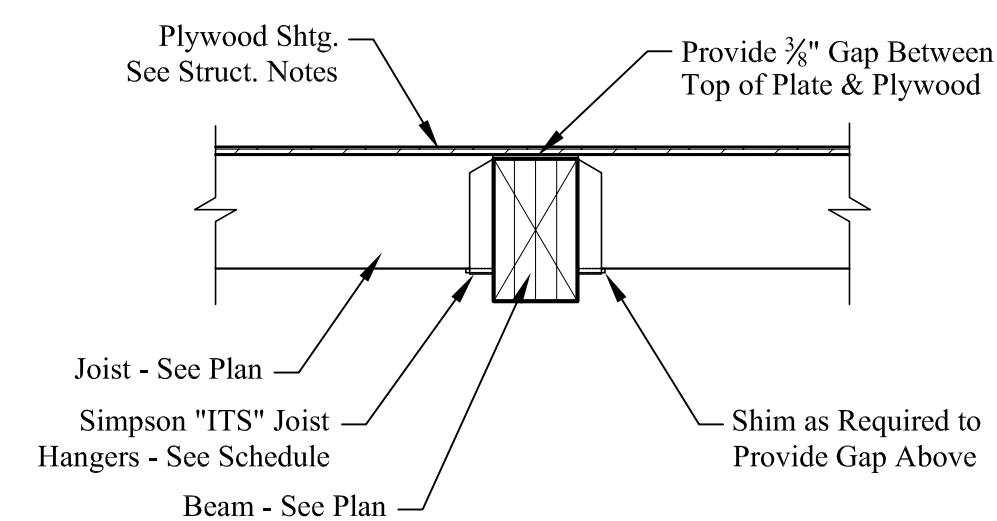 Plywood Shtg.
See Struct. Notes
Provide ⅜" Gap Between
Top of Plate & Plywood
Joist - See Plan
Simpson "ITS" Joist
Hangers - See Schedule
Beam - See Plan
Shim as Required to
Provide Gap Above